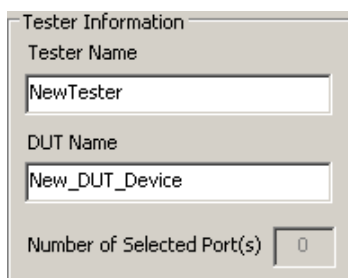 Tester Information
Tester Name
NewTester
DUT Name
New_DUT_Device
Number of Selected Port(s) 0